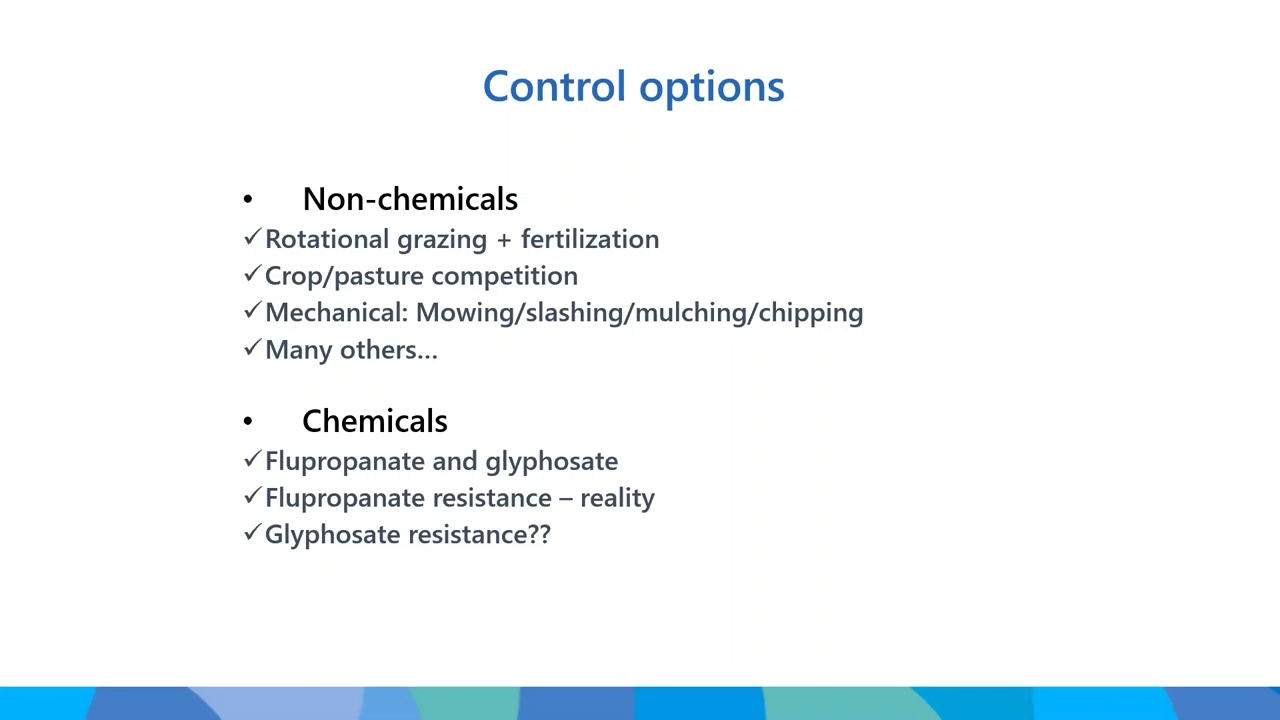 Control options
• Non-chemicals
✓Rotational grazing + fertilization
✓Crop/pasture competition
✓Mechanical: Mowing/slashing/mulching/chipping
✓Many others...
• Chemicals
✓Flupropanate and glyphosate
✓Flupropanate resistance – reality
✓Glyphosate resistance??